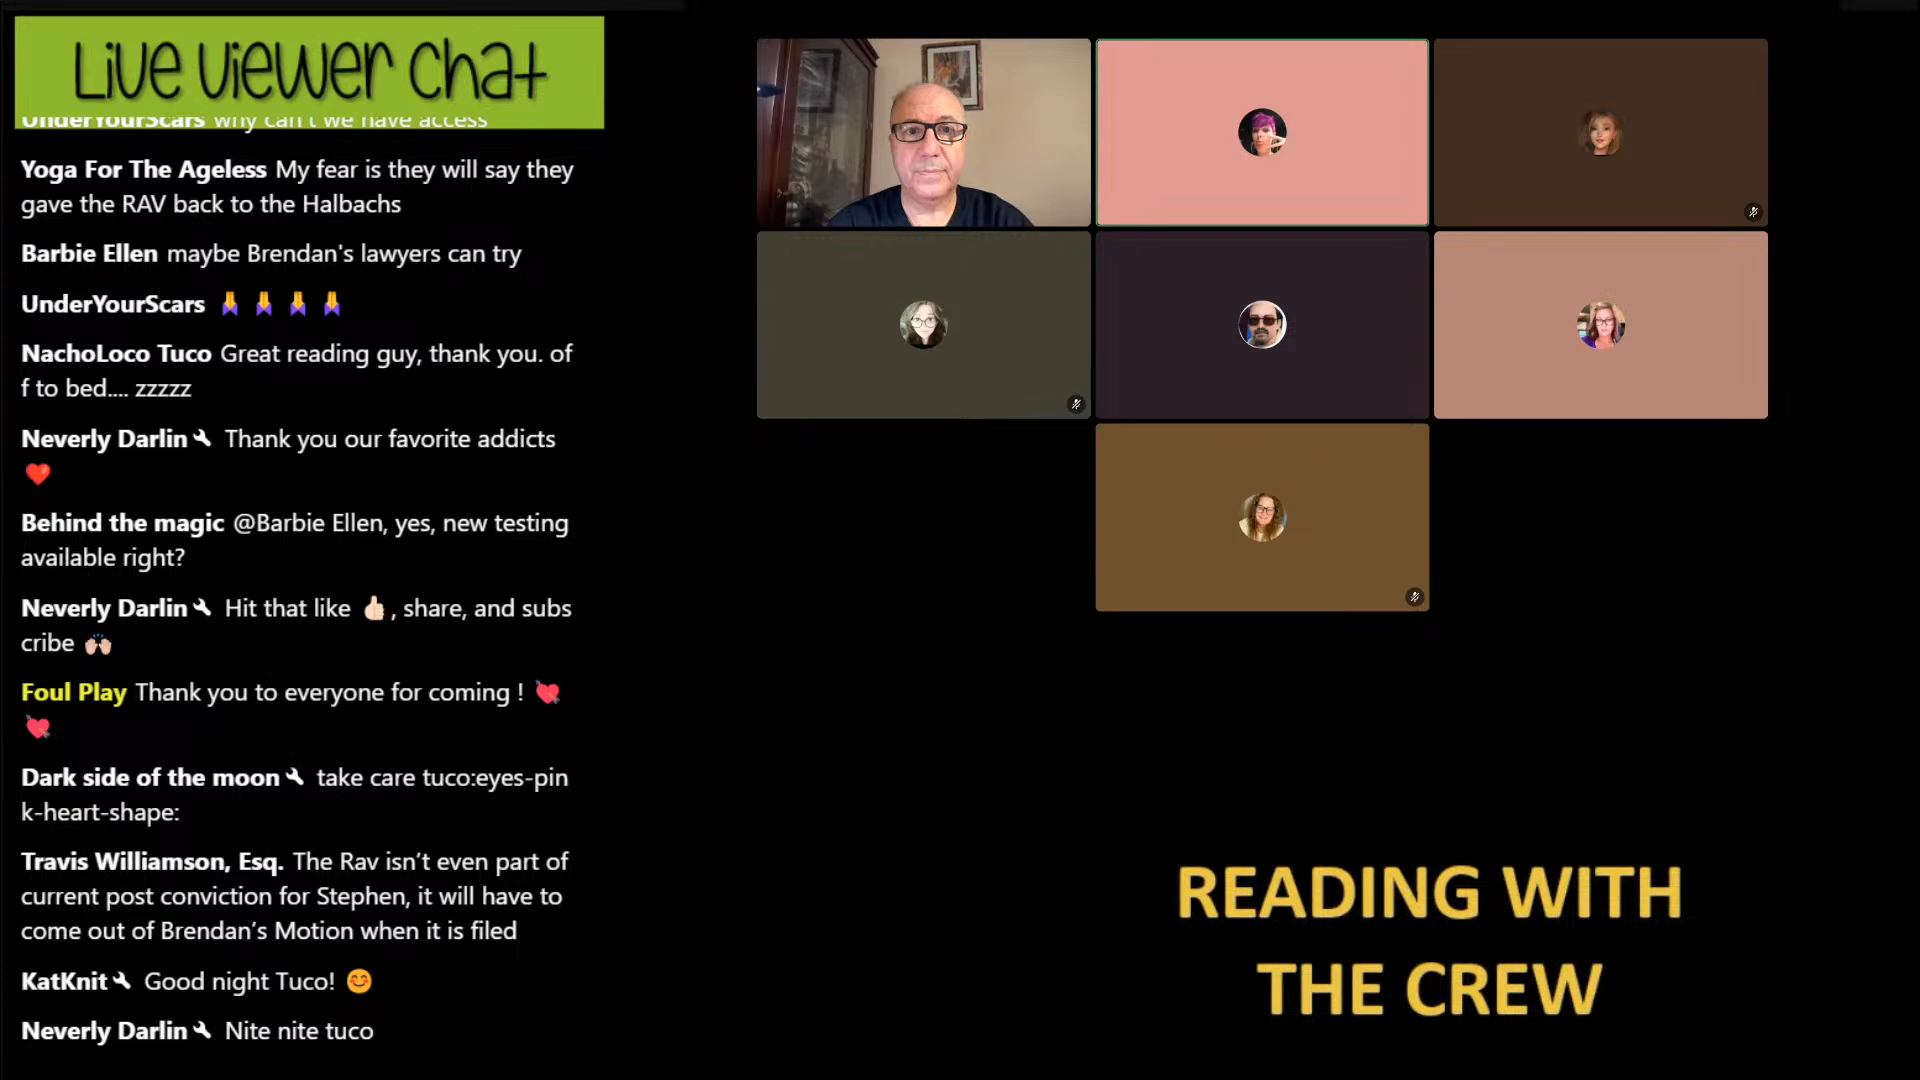 Live Viewer Chat
UnderYourScars why can't we have access
Yoga For The Ageless My fear is they will say they
gave the RAV back to the Halbachs
Barbie Ellen maybe Brendan's lawyers can try
UnderYourScars
NachoLoco Tuco Great reading guy, thank you. of
f to bed.... zzzzz
Neverly Darlin Thank you our favorite addicts
Behind the magic @Barbie Ellen, yes, new testing
available right?
Neverly Darlin Hit that like , share, and subs
cribe
Foul Play Thank you to everyone for coming !
Dark side of the moon take care tuco:eyes-pin
k-heart-shape:
Travis Williamson, Esq. The Rav isn’t even part of
current post conviction for Stephen, it will have to
come out of Brendan’s Motion when it is filed
KatKnit Good night Tuco!
Neverly Darlin Nite nite tuco
READING WITH
THE CREW